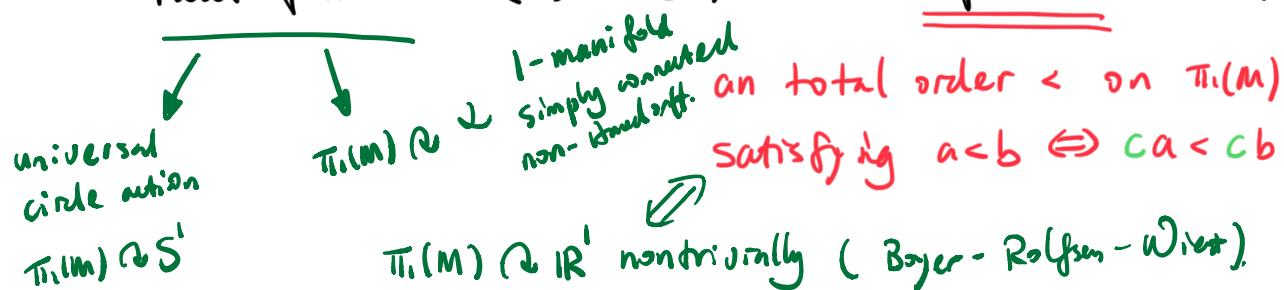 1-manifold
simply connected
non-Hausdorff.
an total order < on π₁(M)
satisfying a<b ⇔ ca < cb
universal
circle action
π₁(M) ↷ S¹
π₁(M) ↷
π₁(M) ↷ ℝ¹ nontrivially ( Boyer - Rolfsen - Wiest).